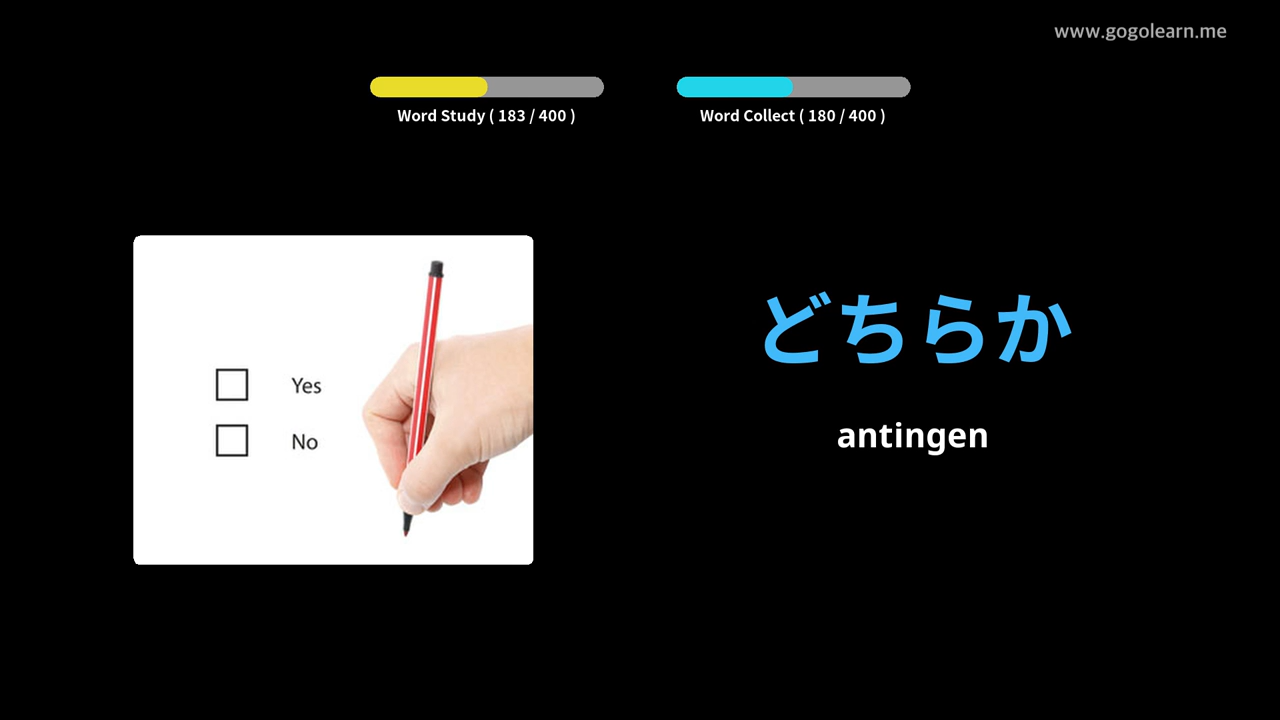 www.gogolearn.me
Word Study ( 183 / 400 )
Word Collect ( 180 / 400 )
Yes
No
どちらか
antingen